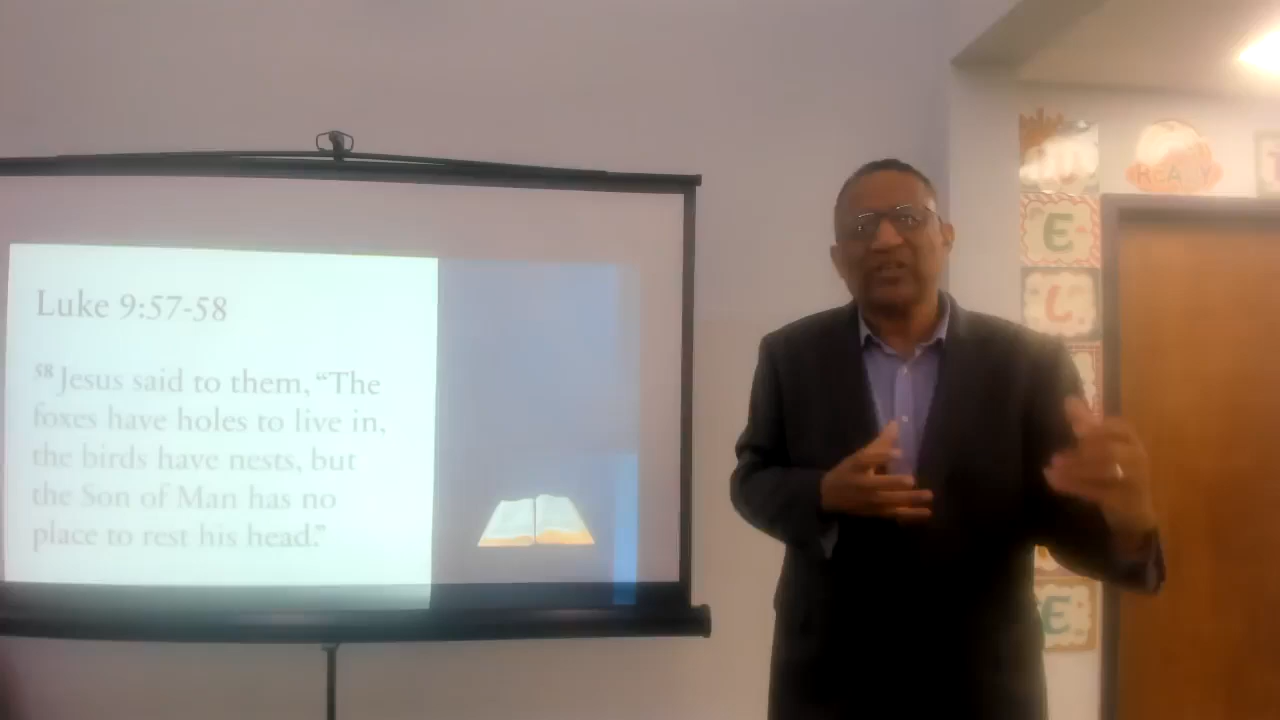 Luke 9:57-58
58 Jesus said to them, “The
foxes have holes to live in,
the birds have nests, but
the Son of Man has no
place to rest his head.”
W
E
L
E
READY